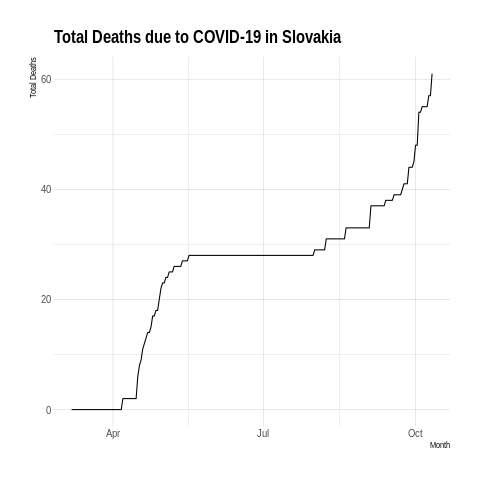 Total Deaths due to COVID-19 in Slovakia
Total Deaths
60
40
20
0
Apr
Jul
Oct
Month